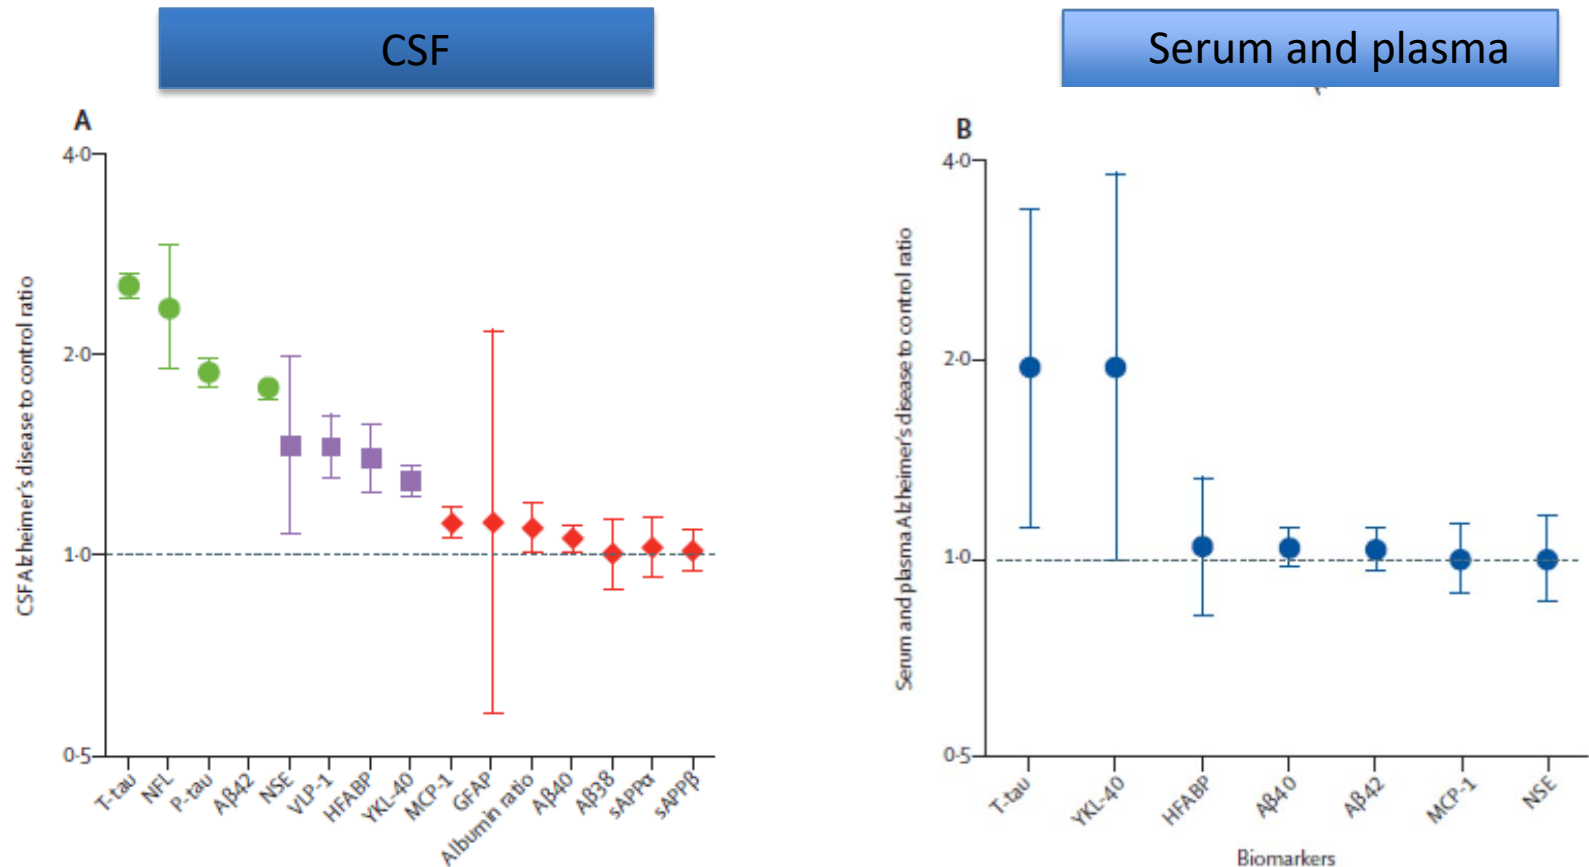 CSF
Serum and plasma
A
CSF Alzheimer's disease to control ratio
4·0
2·0
1·0
0·5
T-tau
NFL
P-tau
Aβ42
NSE
VLP-1
HFABP
YKL-40
MCP-1
GFAP
Albumin ratio
Aβ40
Aβ38
sAPPα
sAPPβ
B
Serum and plasma Alzheimer's disease to control ratio
4·0
2·0
1·0
0·5
T-tau
YKL-40
HFABP
Aβ40
Aβ42
MCP-1
NSE
Biomarkers